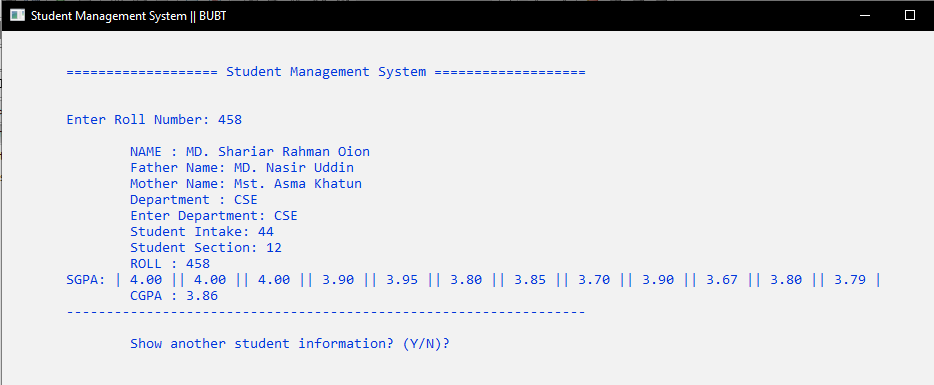 Student Management System || BUBT
=================== Student Management System ===================
Enter Roll Number: 458
NAME : MD. Shariar Rahman Oion
Father Name: MD. Nasir Uddin
Mother Name: Mst. Asma Khatun
Department : CSE
Enter Department: CSE
Student Intake: 44
Student Section: 12
ROLL : 458
SGPA: | 4.00 || 4.00 || 4.00 || 3.90 || 3.95 || 3.80 || 3.85 || 3.70 || 3.90 || 3.67 || 3.80 || 3.79 |
CGPA : 3.86
-----------------------------------------------------------------
Show another student information? (Y/N)?